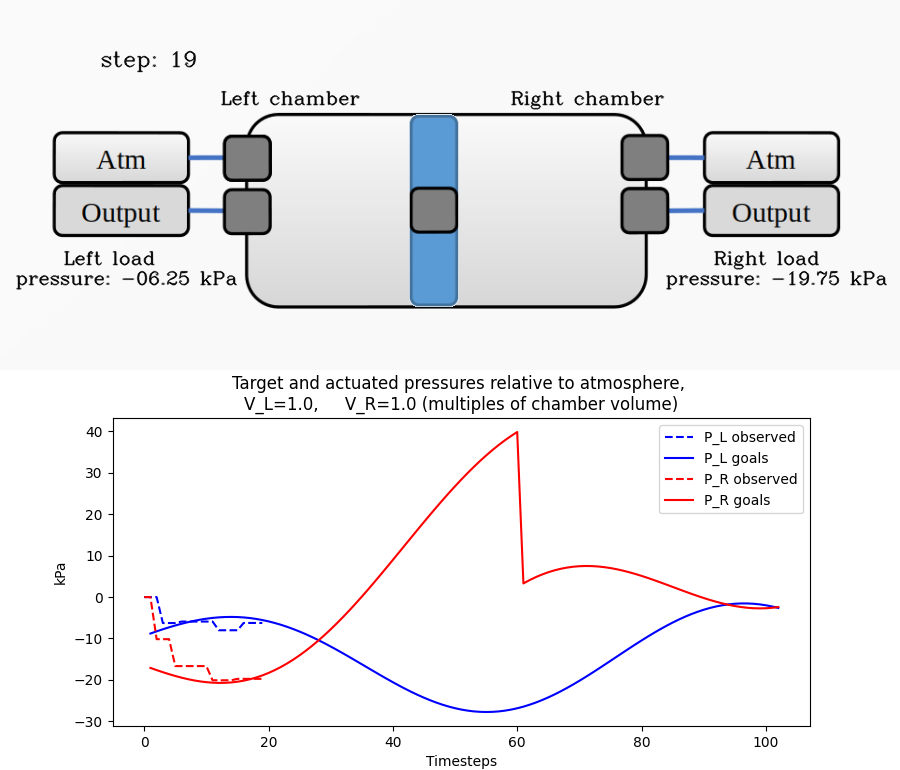 step: 19
Left chamber
Right chamber
Atm
Atm
Output
Output
Left load
pressure: -06.25 kPa
Right load
pressure: -19.75 kPa
Target and actuated pressures relative to atmosphere,
V_L=1.0, V_R=1.0 (multiples of chamber volume)
40
30
20
10
0
−10
−20
−30
kPa
P_L observed
P_L goals
P_R observed
P_R goals
0
20
40
60
80
100
Timesteps